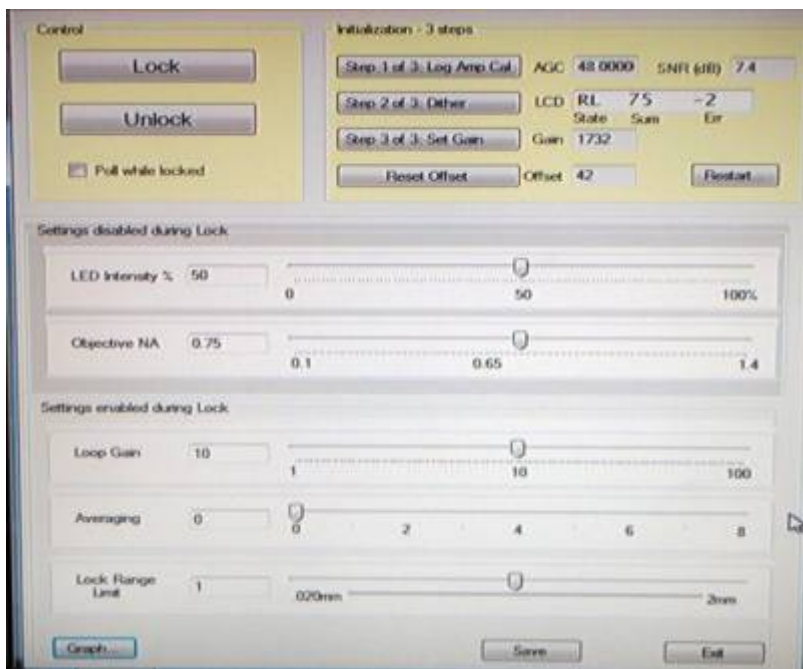 Control
Lock
Unlock
Poll while locked
Initialization - 3 steps
Step 1 of 3: Log Amp Cal AGC 48.0000 SNR (dB) 7.4
Step 2 of 3: Dither LCD RL 75 -2
State Sum Err
Step 3 of 3: Set Gain Gain 1732
Reset Offset Offset 42 Restart...
Settings disabled during Lock
LED Intensity % 50
0 50 100%
Objective NA 0.75
0.1 0.65 1.4
Settings enabled during Lock
Loop Gain 10
1 10 100
Averaging 0
0 2 4 6 8
Lock Range
Limit 1
.020mm 2mm
Graph... Save Exit